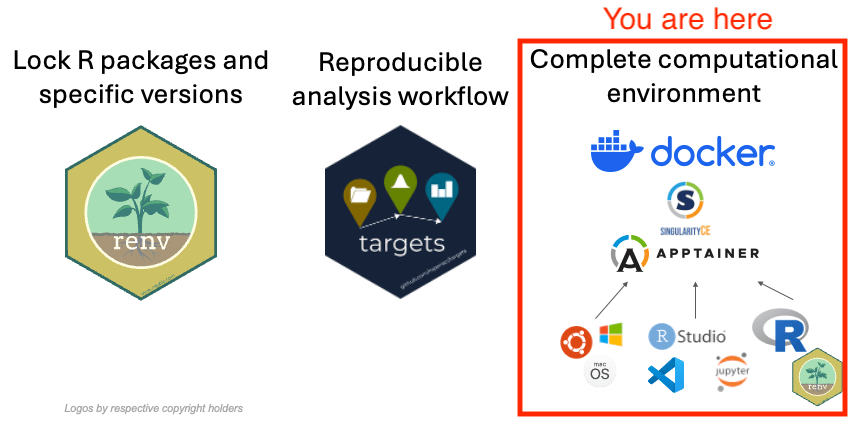 You are here
Lock R packages and
specific versions
Reproducible
analysis workflow
Complete computational
environment
renv
targets
docker
S
SINGULARITYCE
APPTAINER
R Studio
R
mac
OS
jupyter
renv
Logos by respective copyright holders